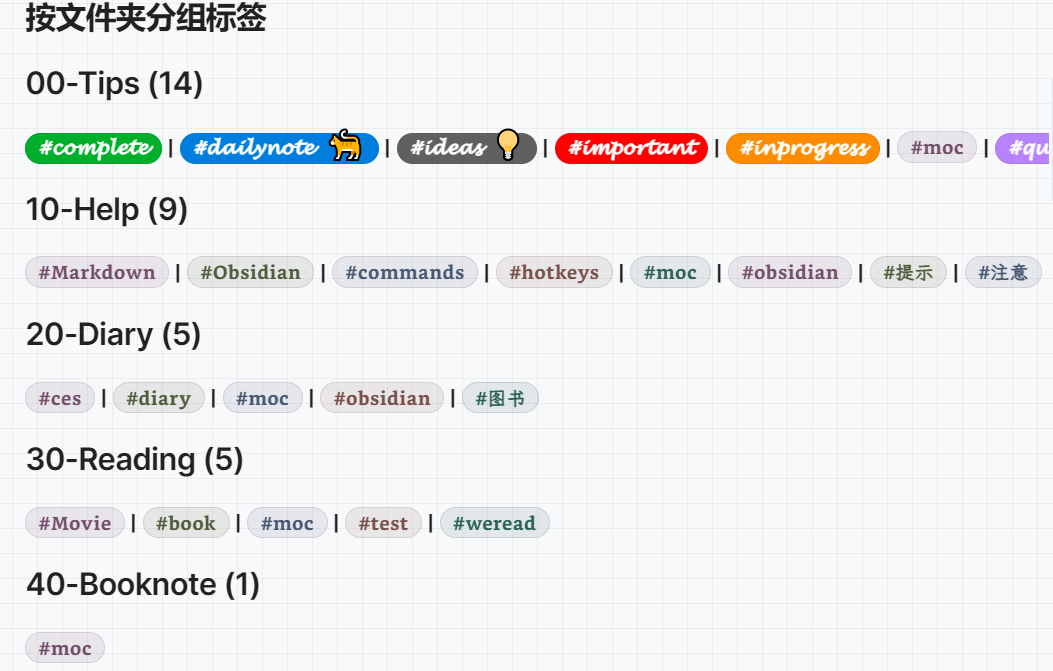 按文件夹分组标签
00-Tips (14)
#complete | #dailynote | #ideas | #important | #inprogress | #moc |
10-Help (9)
#Markdown | #Obsidian | #commands | #hotkeys | #moc | #obsidian | #提示 | #注意
20-Diary (5)
#ces | #diary | #moc | #obsidian | #图书
30-Reading (5)
#Movie | #book | #moc | #test | #weread
40-Booknote (1)
#moc